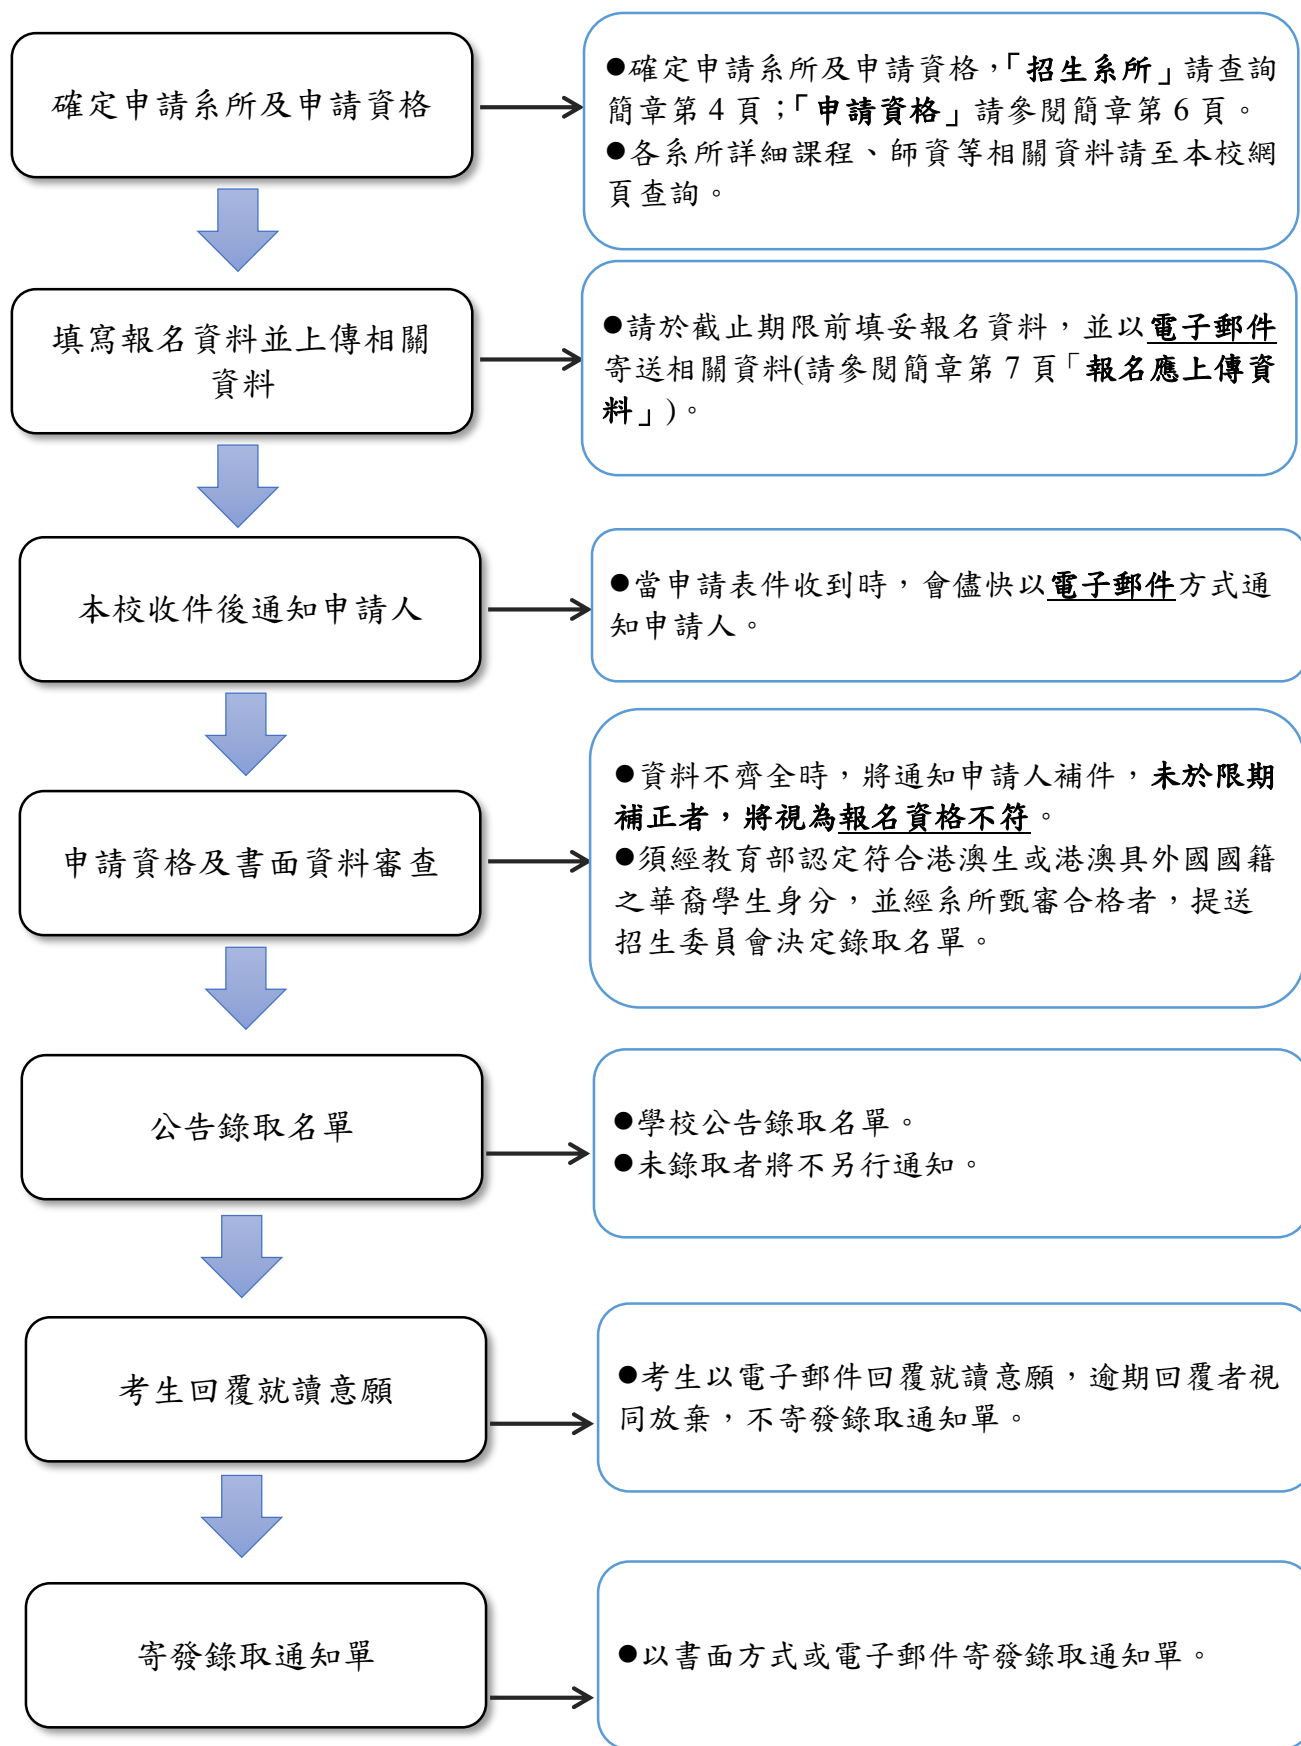 確定申請系所及申請資格
●確定申請系所及申請資格，「招生系所」請查詢
簡章第 4 頁；「申請資格」請參閱簡章第 6 頁。
●各系所詳細課程、師資等相關資料請至本校網
頁查詢。
填寫報名資料並上傳相關
資料
●請於截止期限前填妥報名資料，並以電子郵件
寄送相關資料(請參閱簡章第 7 頁「報名應上傳資
料」)。
本校收件後通知申請人
●當申請表件收到時，會儘快以電子郵件方式通
知申請人。
申請資格及書面資料審查
●資料不齊全時，將通知申請人補件，未於限期
補正者，將視為報名資格不符。
●須經教育部認定符合港澳生或港澳具外國國籍
之華裔學生身分，並經系所甄審合格者，提送
招生委員會決定錄取名單。
公告錄取名單
●學校公告錄取名單。
●未錄取者將不另行通知。
考生回覆就讀意願
●考生以電子郵件回覆就讀意願，逾期回覆者視
同放棄，不寄發錄取通知單。
寄發錄取通知單
●以書面方式或電子郵件寄發錄取通知單。